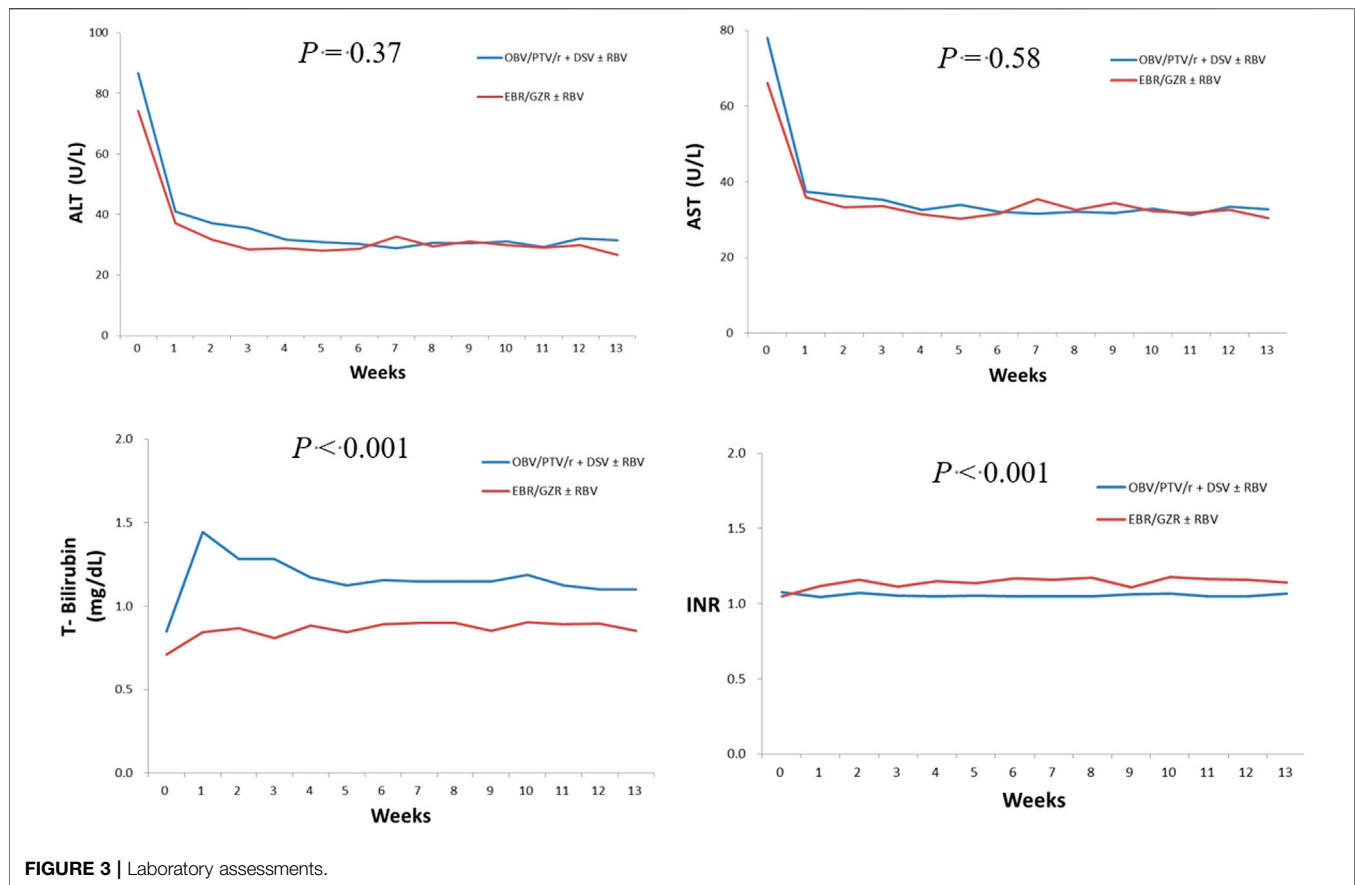 P·=·0.37
OBV/PTV/r + DSV ± RBV
EBR/GZR ± RBV
ALT (U/L)
100
80
60
40
20
0
0 1 2 3 4 5 6 7 8 9 10 11 12 13
Weeks
P·=·0.58
OBV/PTV/r + DSV ± RBV
EBR/GZR ± RBV
AST (U/L)
80
60
40
20
0
0 1 2 3 4 5 6 7 8 9 10 11 12 13
Weeks
P·<·0.001
OBV/PTV/r + DSV ± RBV
EBR/GZR ± RBV
T- Bilirubin
(mg/dL)
2.0
1.5
1.0
0.5
0.0
0 1 2 3 4 5 6 7 8 9 10 11 12 13
Weeks
P·<·0.001
OBV/PTV/r + DSV ± RBV
EBR/GZR ± RBV
INR
2.0
1.5
1.0
0.5
0.0
0 1 2 3 4 5 6 7 8 9 10 11 12 13
Weeks
FIGURE 3 | Laboratory assessments.